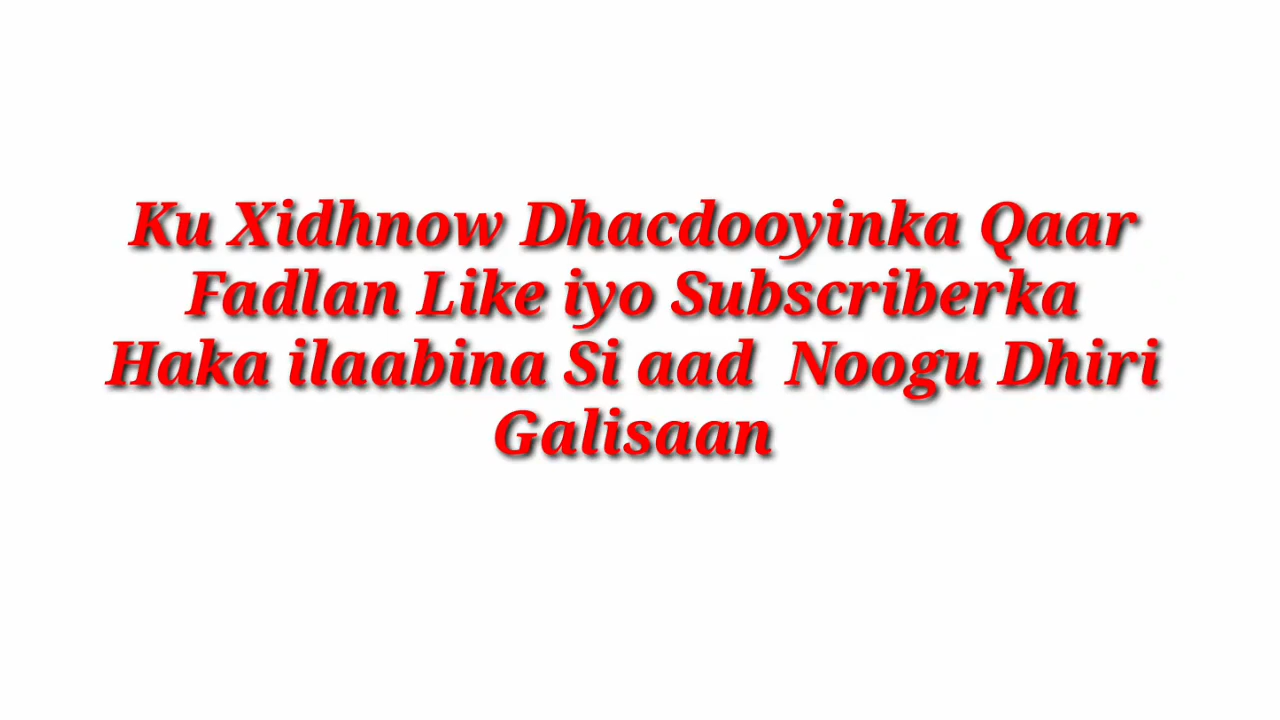 Ku Xidhnow Dhacdooyinka Qaar
Fadlan Like iyo Subscriberka
Haka ilaabina Si aad  Noogu Dhiri
Galisaan